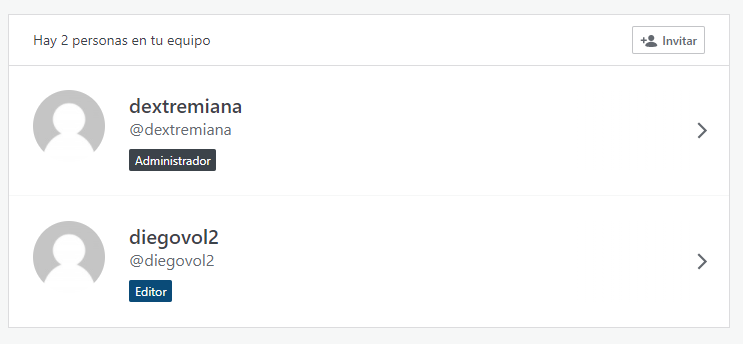 Hay 2 personas en tu equipo
Invitar
dextremiana
@dextremiana
Administrador
diegovol2
@diegovol2
Editor